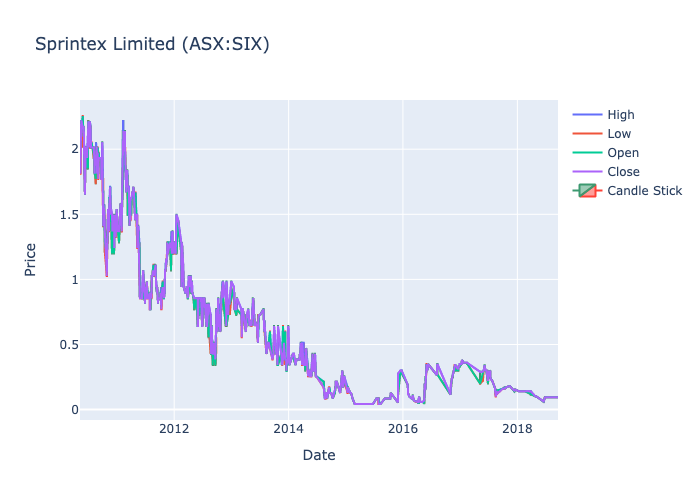 Sprintex Limited (ASX:SIX)
High
Low
Open
Close
Candle Stick
Price
2
1.5
1
0.5
0
2012
2014
2016
2018
Date